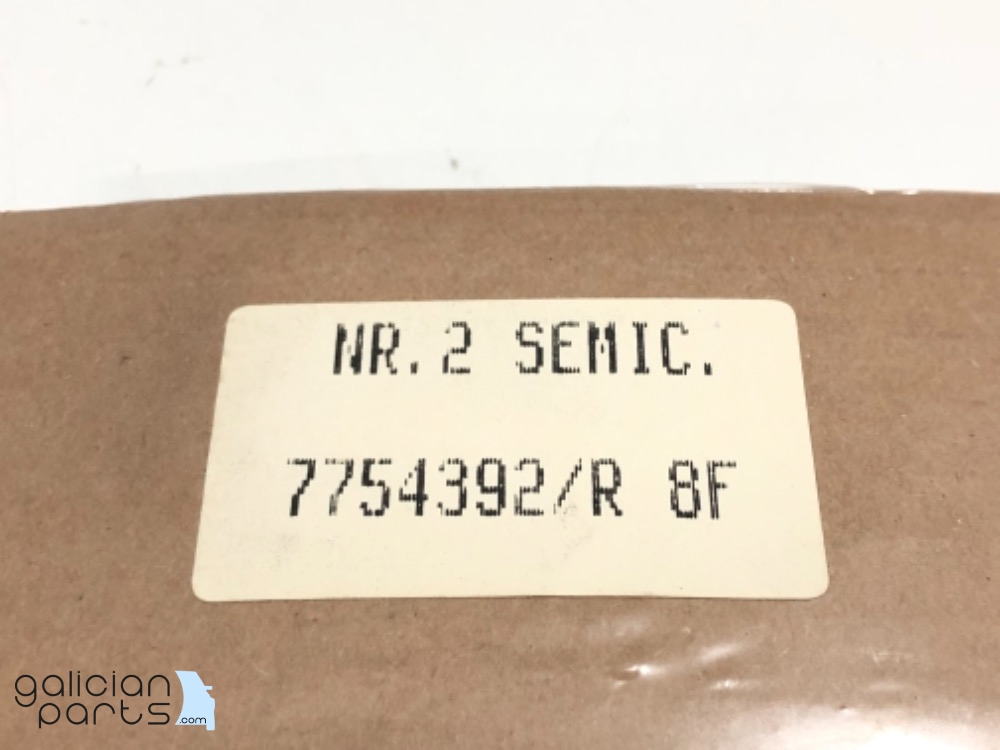 NR.2 SEMIC.
7754392/R 8F
galician
parts.com